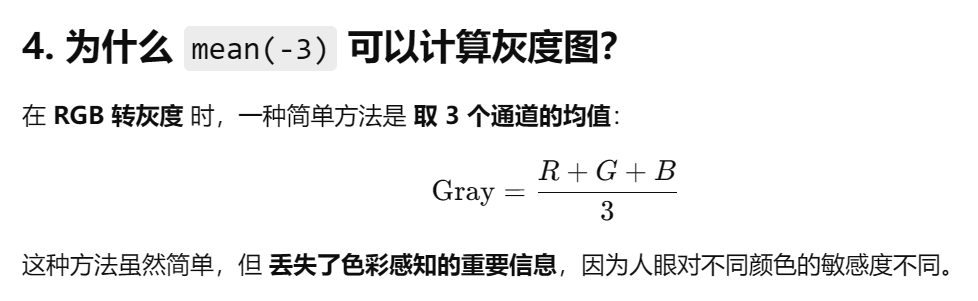 4. 为什么 mean(-3) 可以计算灰度图？
在 RGB 转灰度 时，一种简单方法是 取 3 个通道的均值：
Gray = \frac{R + G + B}{3}
这种方法虽然简单，但 丢失了色彩感知的重要信息，因为人眼对不同颜色的敏感度不同。